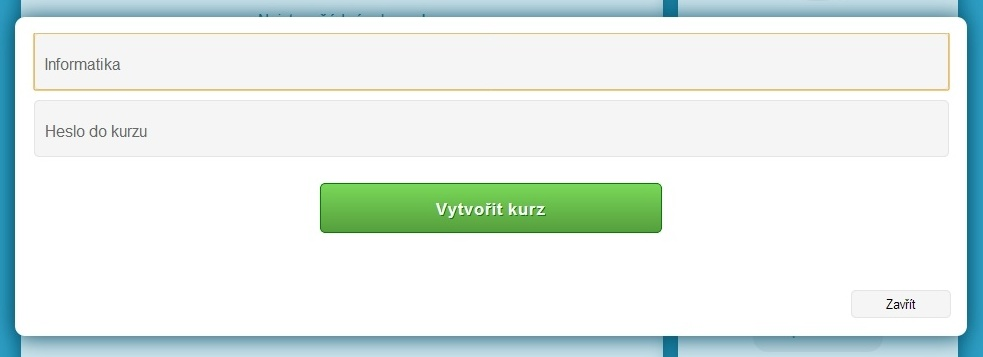 Informatika
Heslo do kurzu
Vytvořit kurz
Zavřít